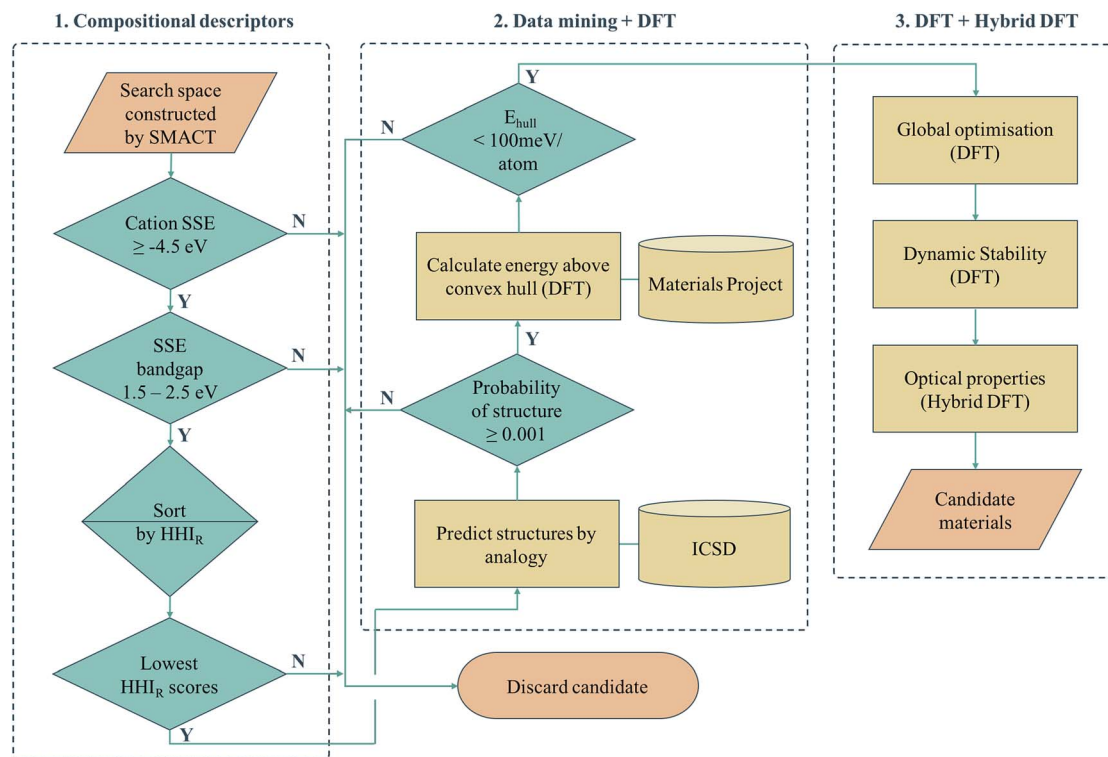 1. Compositional descriptors
Search space
constructed
by SMACT
Cation SSE
≥ -4.5 eV
N
Y
SSE
bandgap
1.5 – 2.5 eV
N
Y
Sort
by HHI_R
Lowest
HHI_R scores
N
Y
2. Data mining + DFT
Y
N
E_hull
< 100meV/
atom
Calculate energy above
convex hull (DFT)
Materials Project
Y
N
Probability
of structure
≥ 0.001
Predict structures by
analogy
ICSD
Discard candidate
3. DFT + Hybrid DFT
Global optimisation
(DFT)
Dynamic Stability
(DFT)
Optical properties
(Hybrid DFT)
Candidate
materials